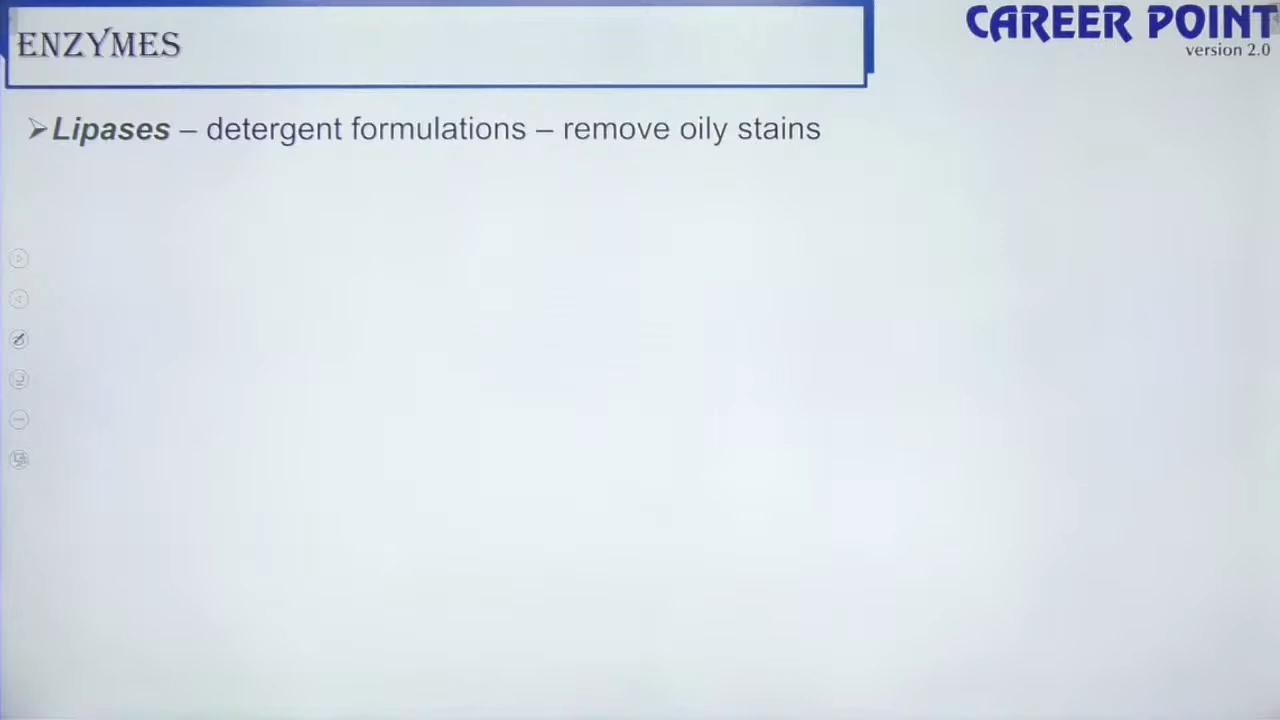 ENZYMES
CAREER POINT
version 2.0
➢Lipases – detergent formulations – remove oily stains